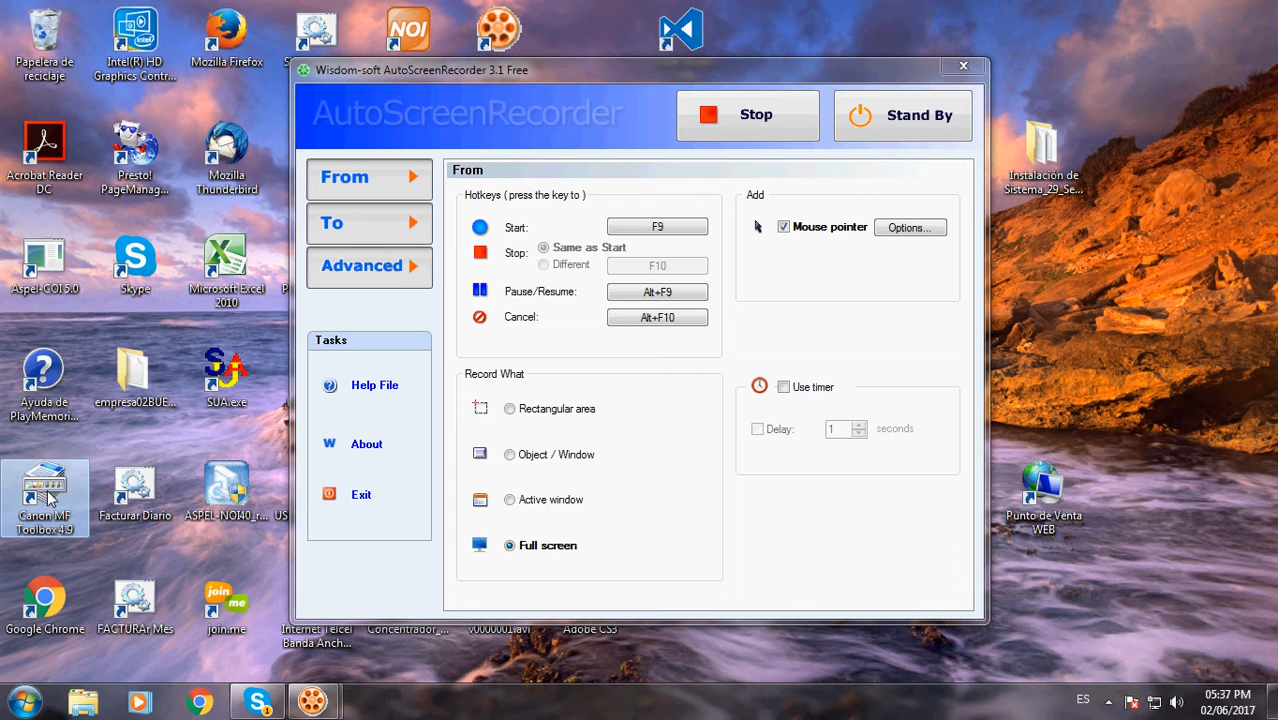 Papelera de
reciclaje
Intel(R) HD
Graphics Contr...
Mozilla Firefox
NOI
Wisdom-soft AutoScreenRecorder 3.1 Free
AutoScreenRecorder
Stop
Stand By
From
To
Advanced
Tasks
Help File
About
Exit
From
Hotkeys ( press the key to )
Start:
F9
Stop:
Same as Start
Different
F10
Pause/Resume:
Alt+F9
Cancel:
Alt+F10
Record What
Rectangular area
Object / Window
Active window
Full screen
Add
Mouse pointer
Options...
Use timer
Delay:
1
seconds
Acrobat Reader
DC
Presto!
PageManag...
Mozilla
Thunderbird
Instalación de
Sistema_29_Se...
Aspel-COI 5.0
Skype
Microsoft Excel
2010
Ayuda de
PlayMemori...
empresa02BUE...
SUA.exe
Canon MF
Toolbox 4.9
Facturar Diario
ASPEL-NOI40_r...
US
Punto de Venta
WEB
Google Chrome
FACTURAr Mes
join
me
join.me
Internet Telcel
Banda Anch...
Concentrador_...
v0000001.avi
Adobe CS3
ES
05:37 PM
02/06/2017